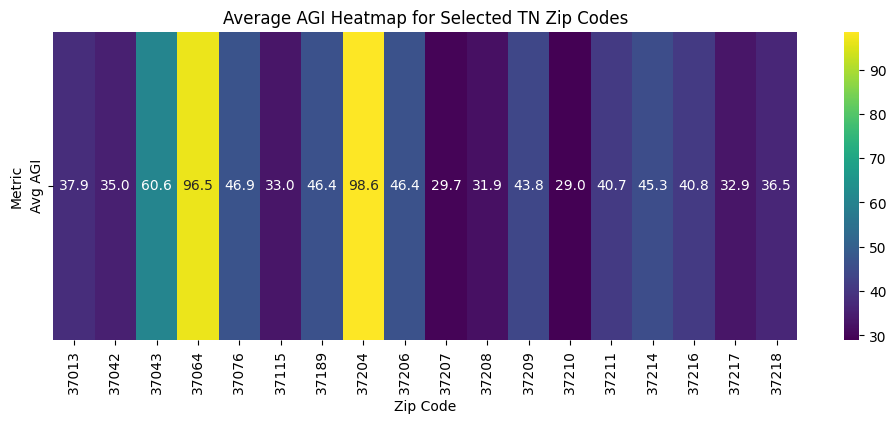 Average AGI Heatmap for Selected TN Zip Codes
Metric
Avg AGI
37.9 35.0 60.6 96.5 46.9 33.0 46.4 98.6 46.4 29.7 31.9 43.8 29.0 40.7 45.3 40.8 32.9 36.5
37013 37042 37043 37064 37076 37115 37189 37204 37206 37207 37208 37209 37210 37211 37214 37216 37217 37218
Zip Code
90
80
70
60
50
40
30